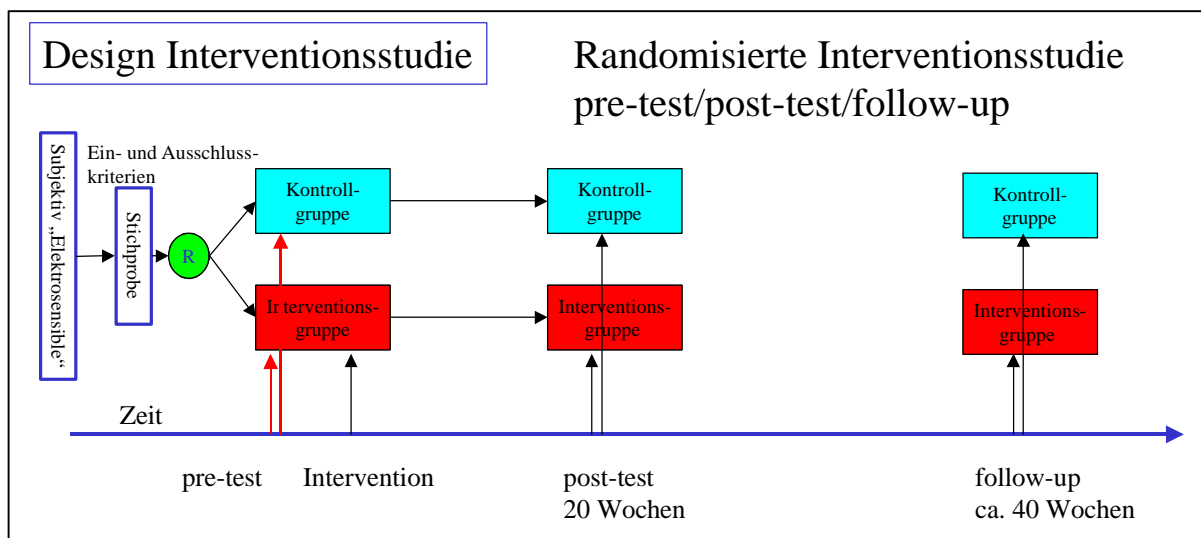 Design Interventionsstudie
Randomisierte Interventionsstudie
pre-test/post-test/follow-up
Subjektiv „Elektrosensible“
Ein- und Ausschluss-
kriterien
Stichprobe
R
Kontroll-
gruppe
Interventions-
gruppe
Kontroll-
gruppe
Interventions-
gruppe
Kontroll-
gruppe
Interventions-
gruppe
Zeit
pre-test
Intervention
post-test
20 Wochen
follow-up
ca. 40 Wochen